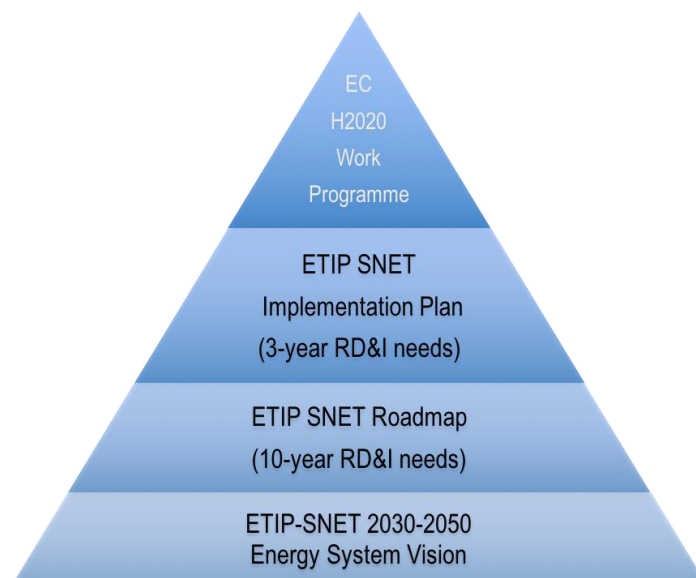 EC
H2020
Work
Programme
ETIP SNET
Implementation Plan
(3-year RD&I needs)
ETIP SNET Roadmap
(10-year RD&I needs)
ETIP-SNET 2030-2050
Energy System Vision